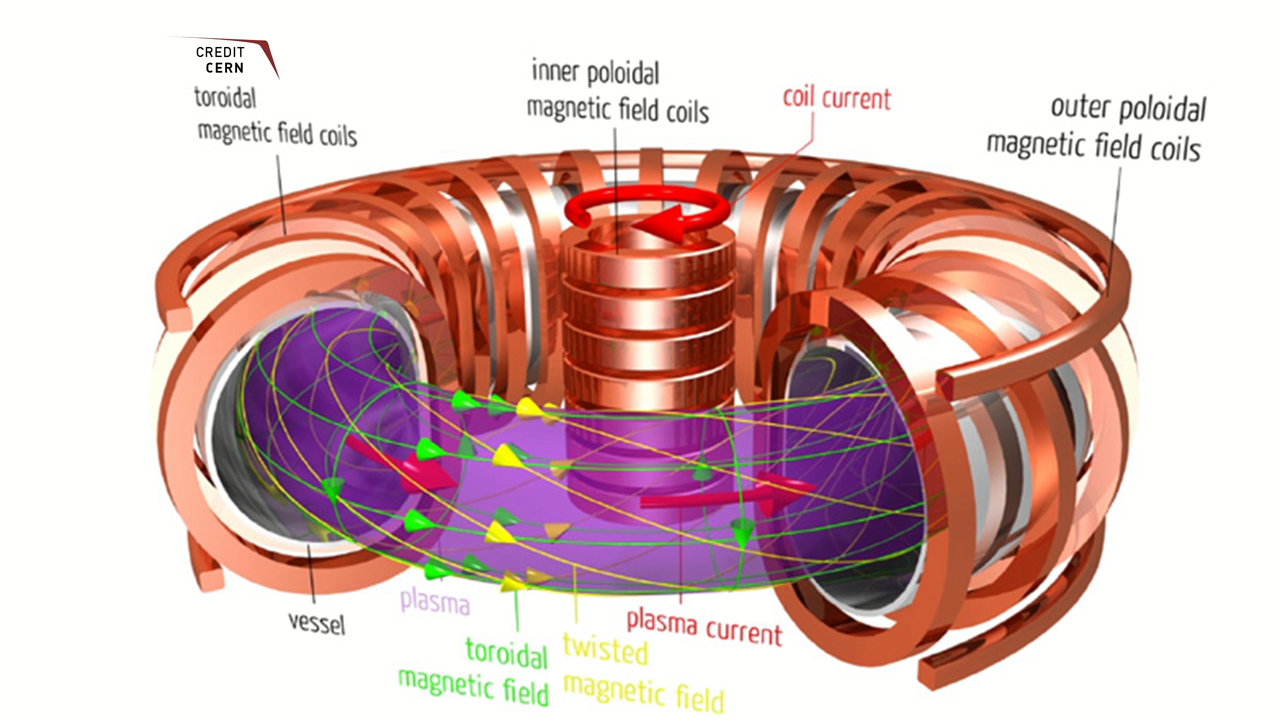 CREDIT
CERN
toroidal
magnetic field coils
inner poloidal
magnetic field coils
coil current
outer poloidal
magnetic field coils
vessel
plasma
toroidal
magnetic field
twisted
magnetic field
plasma current